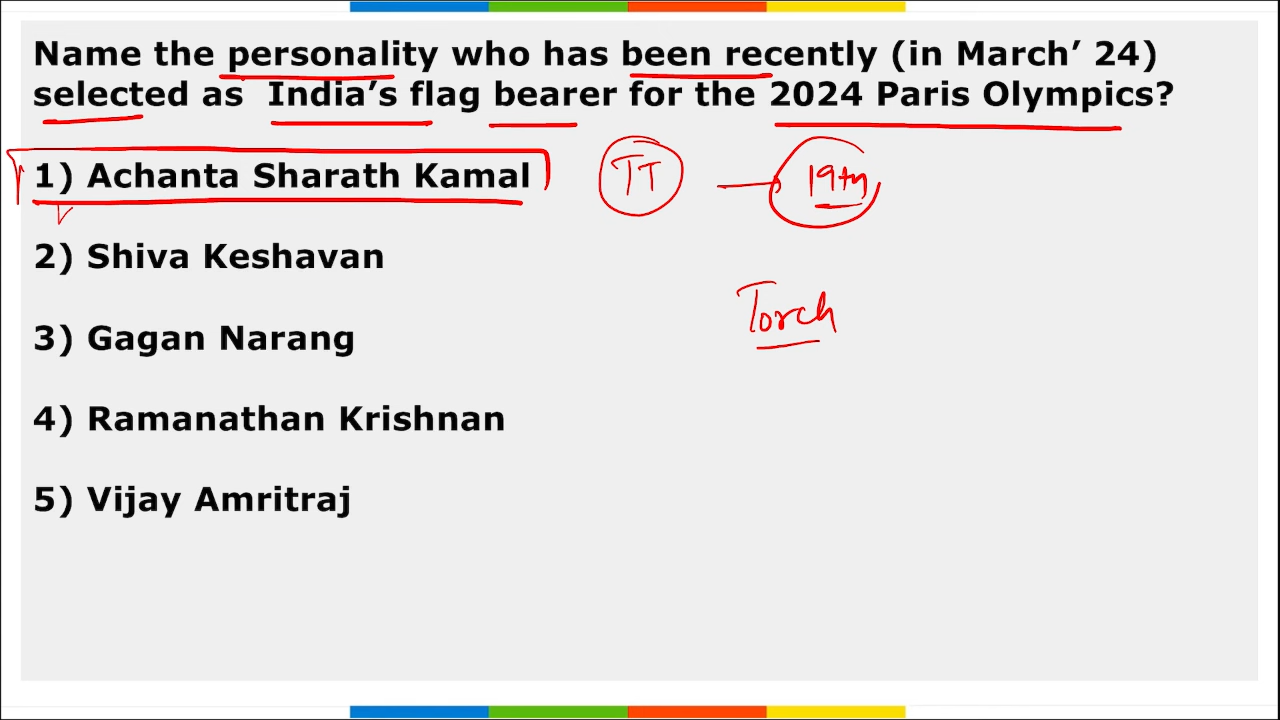 Name the personality who has been recently (in March’ 24)
selected as India’s flag bearer for the 2024 Paris Olympics?
1) Achanta Sharath Kamal TT 19th
2) Shiva Keshavan
Torch
3) Gagan Narang
4) Ramanathan Krishnan
5) Vijay Amritraj